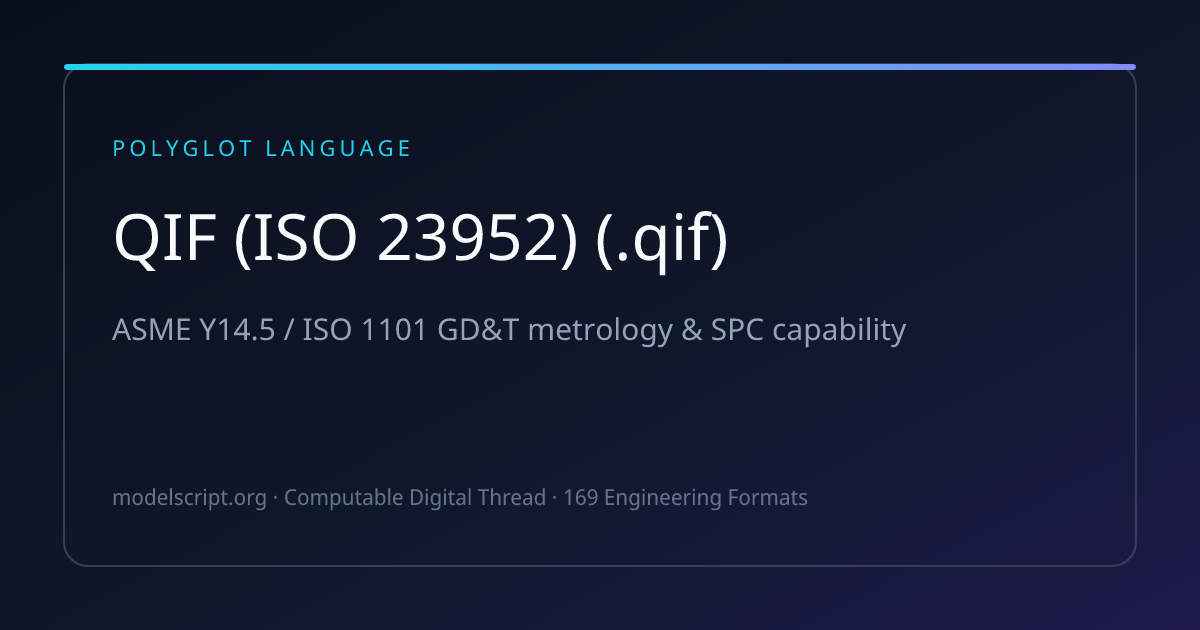 POLYGLOT LANGUAGE
QIF (ISO 23952) (.qif)
ASME Y14.5 / ISO 1101 GD&T metrology & SPC capability
modelscript.org · Computable Digital Thread · 169 Engineering Formats